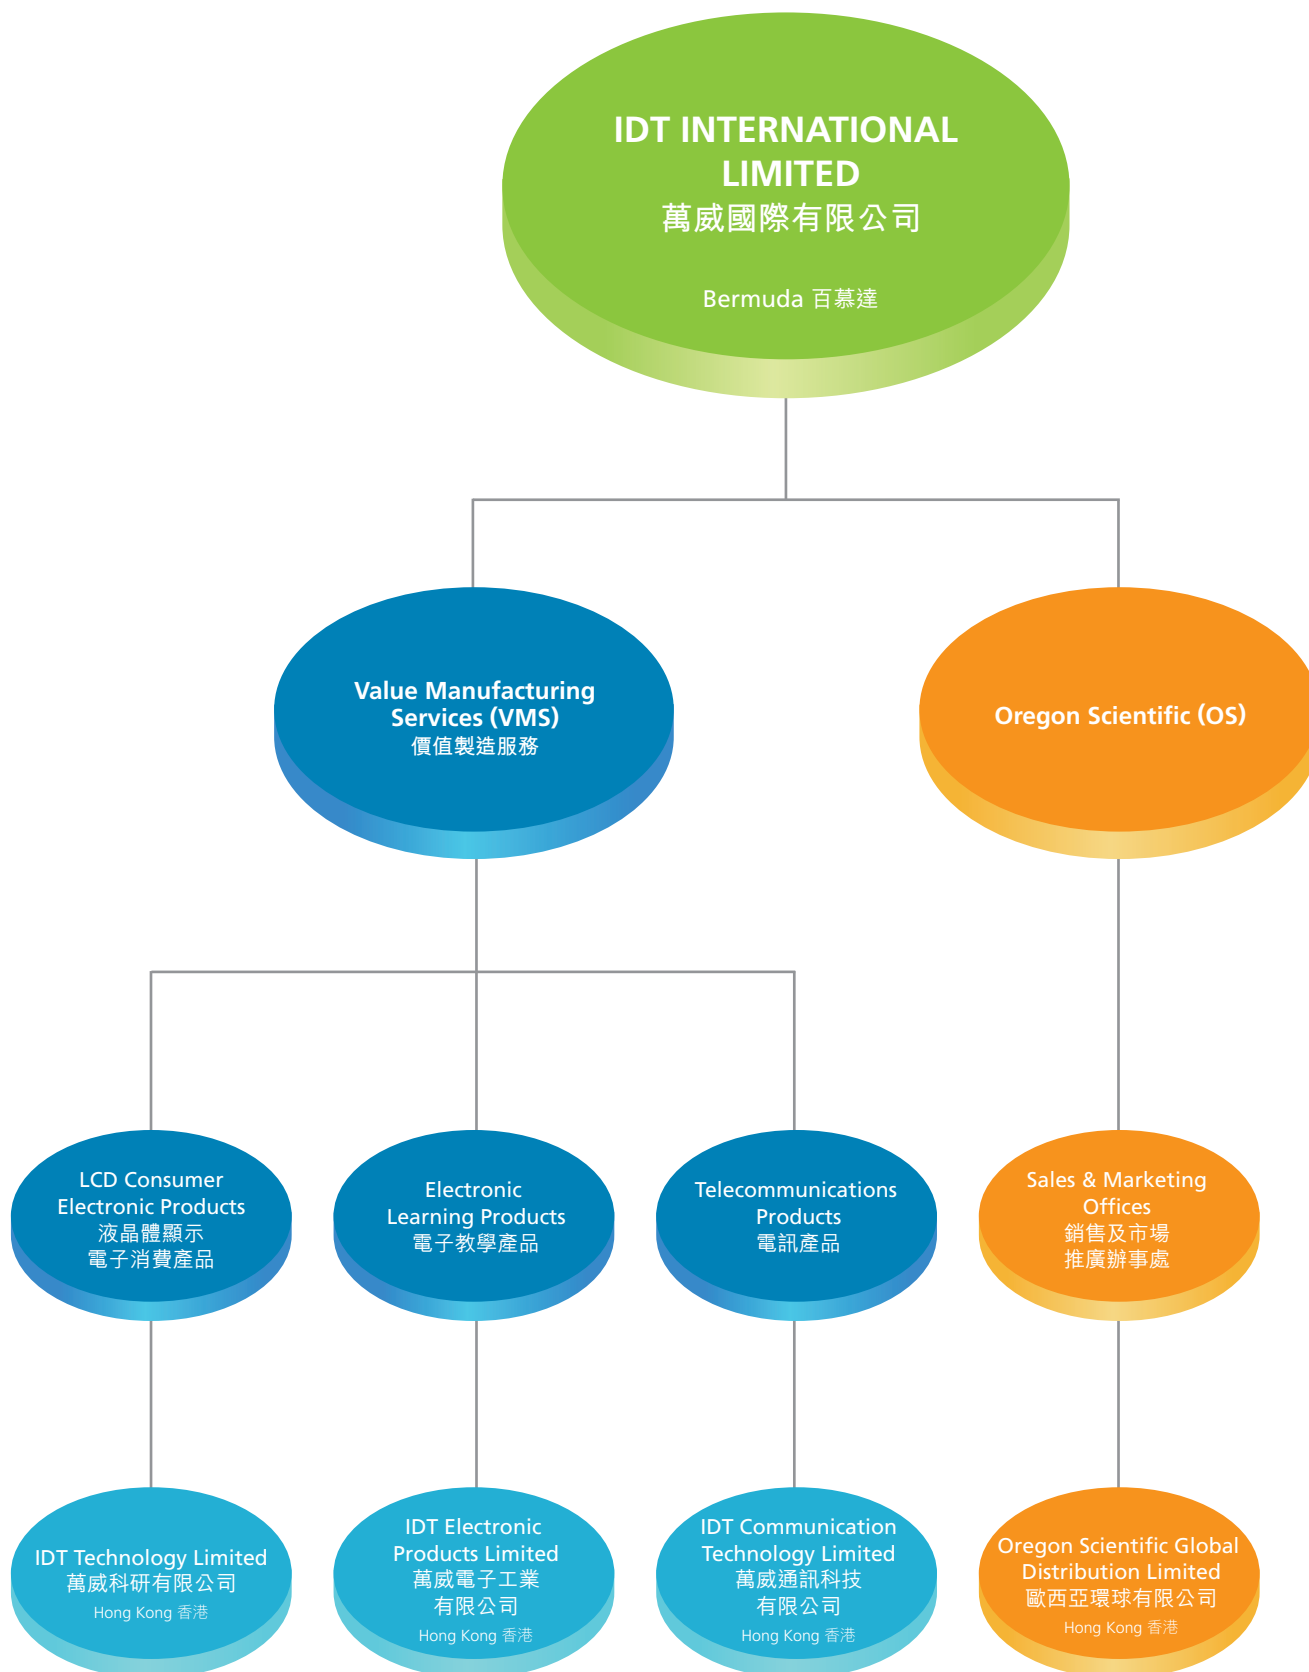 IDT INTERNATIONAL
LIMITED
萬威國際有限公司
Bermuda 百慕達
Value Manufacturing
Services (VMS)
價值製造服務
Oregon Scientific (OS)
LCD Consumer
Electronic Products
液晶體顯示
電子消費產品
Electronic
Learning Products
電子教學產品
Telecommunications
Products
電訊產品
Sales & Marketing
Offices
銷售及市場
推廣辦事處
IDT Technology Limited
萬威科研有限公司
Hong Kong 香港
IDT Electronic
Products Limited
萬威電子工業
有限公司
Hong Kong 香港
IDT Communication
Technology Limited
萬威通訊科技
有限公司
Hong Kong 香港
Oregon Scientific Global
Distribution Limited
歐西亞環球有限公司
Hong Kong 香港